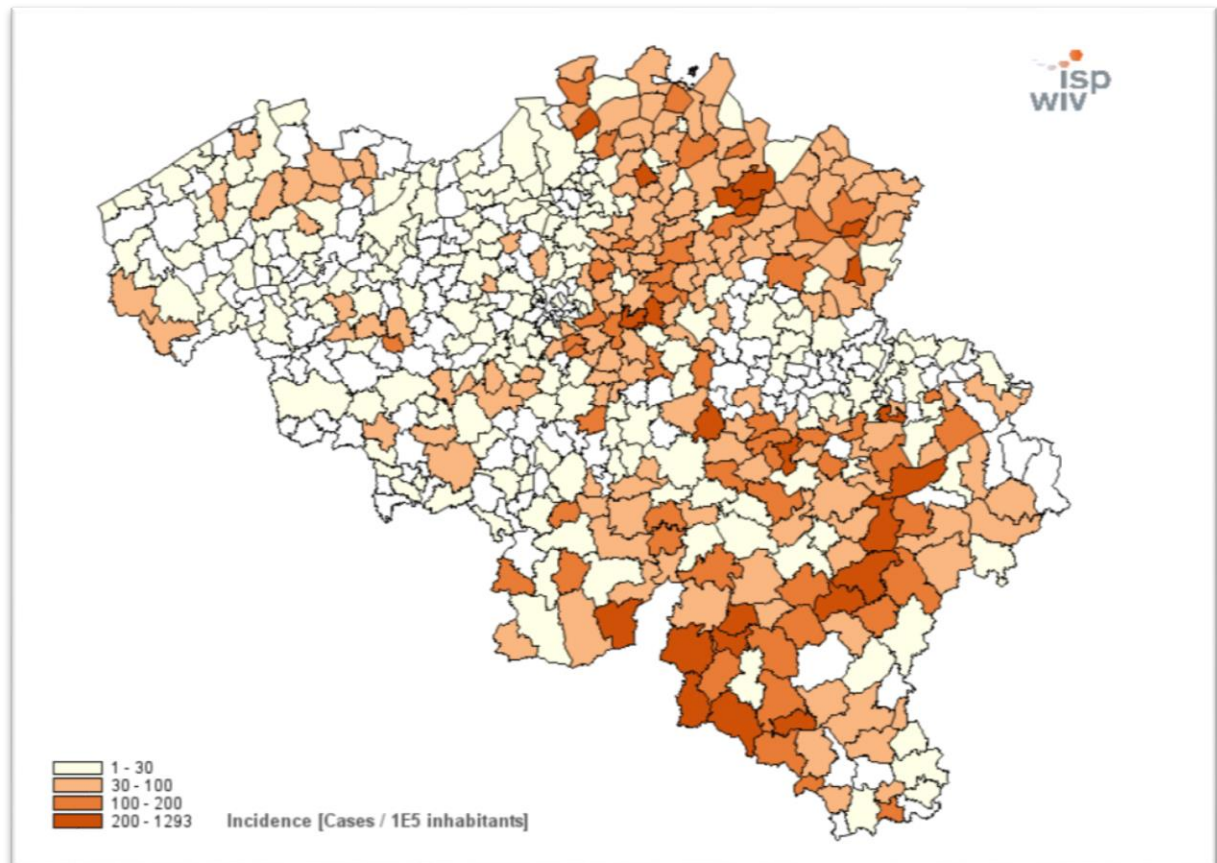 isp
WIV
1 - 30
30 - 100
100 - 200
200 - 1293
Incidence [Cases / 1E5 inhabitants]